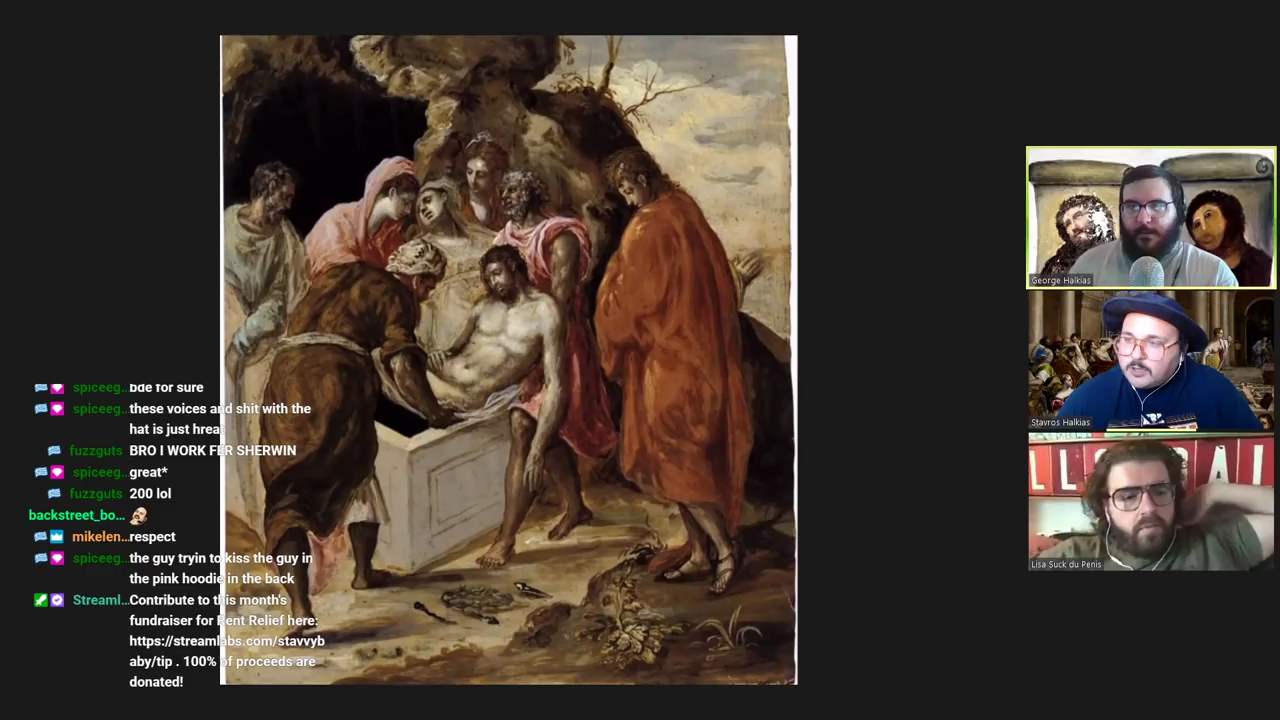 spiceeg.. bde for sure
spiceeg.. these voices and shit with the
hat is just hrea
fuzzguts BRO I WORK FER SHERWIN
spiceeg.. great*
fuzzguts 200 lol
backstreet_bo...
mikelen.. respect
spiceeg.. the guy tryin to kiss the guy in
the pink hoodie in the back
Streaml... Contribute to this month's
fundraiser for Rent Relief here:
https://streamlabs.com/stavvyb
aby/tip . 100% of proceeds are
donated!
George Halkias
Stavros Halkias
Lisa Suck du Penis